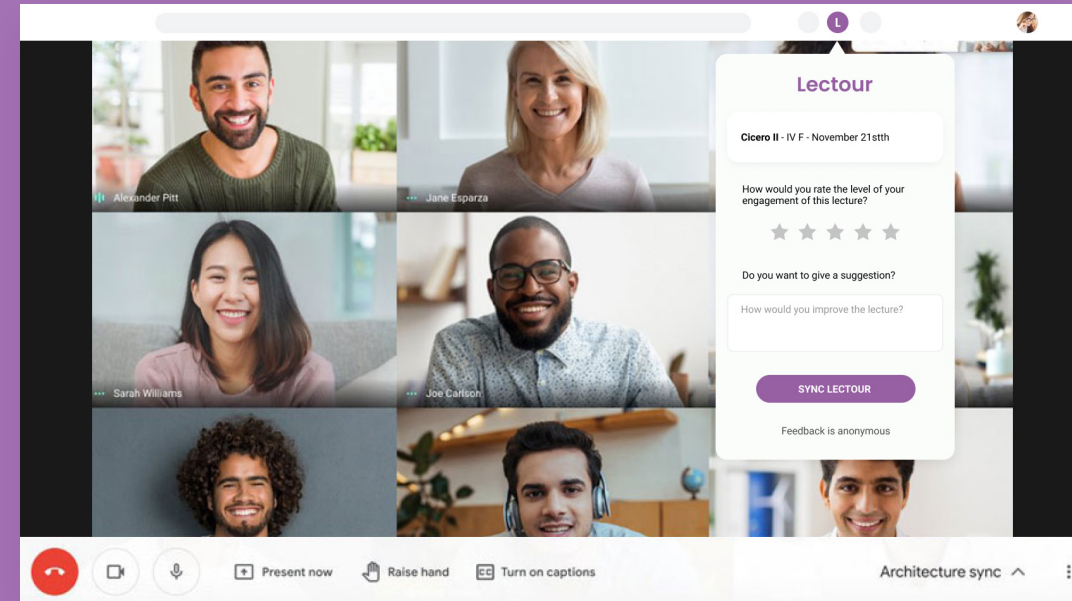 L
Lectour
Cicero II - IV F - November 21stth
How would you rate the level of your
engagement of this lecture?
Do you want to give a suggestion?
How would you improve the lecture?
SYNC LECTOUR
Feedback is anonymous
Alexander Pitt
Jane Esparza
Sarah Williams
Joe Carlson
Present now
Raise hand
CC Turn on captions
Architecture sync